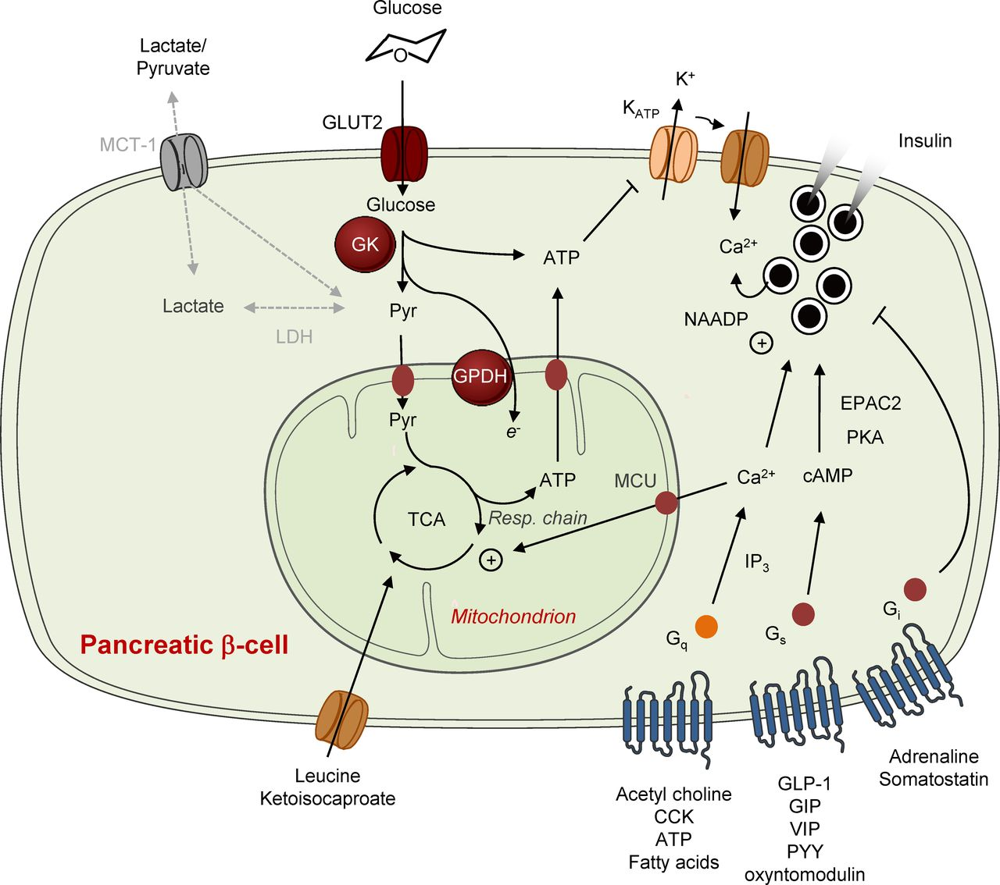 Glucose
O
Lactate/
Pyruvate
K+
KATP
GLUT2
MCT-1
Insulin
Glucose
GK
ATP
Ca2+
Lactate
Pyr
NAADP
+
LDH
GPDH
EPAC2
Pyr
e-
PKA
ATP
MCU
Ca2+
cAMP
TCA
Resp. chain
+
IP3
Mitochondrion
Gi
Gs
Gq
Pancreatic β-cell
Leucine
Ketoisocaproate
Adrenaline
Somatostatin
Acetyl choline
CCK
ATP
Fatty acids
GLP-1
GIP
VIP
PYY
oxyntomodulin